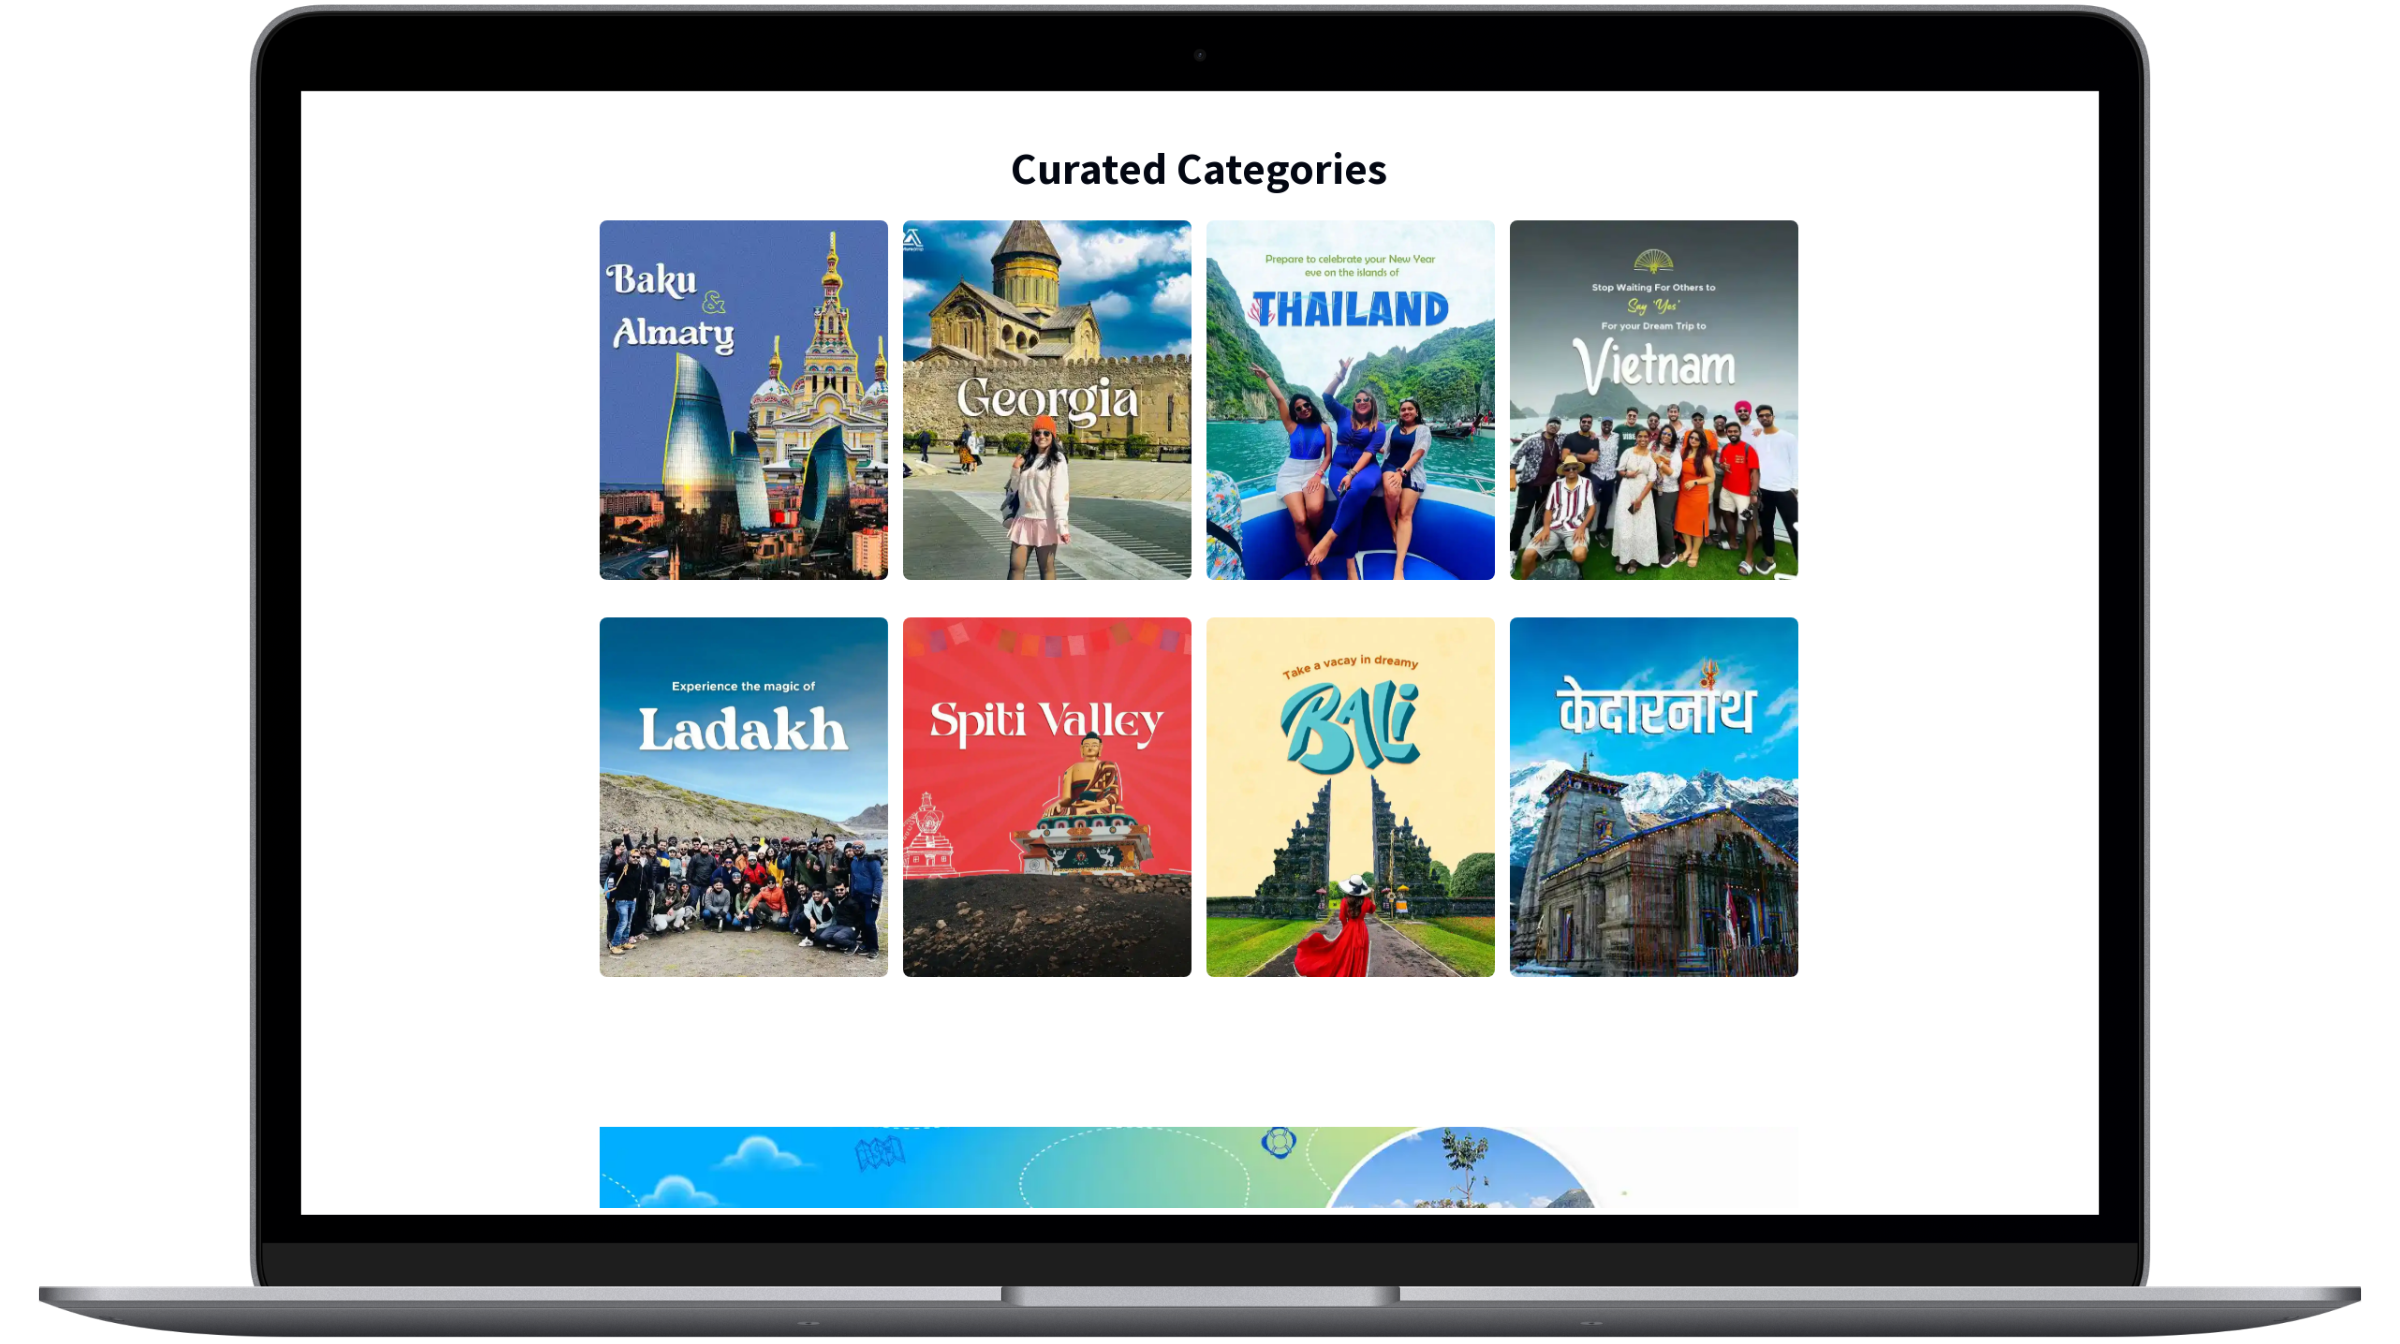 Curated Categories
Baku
&
Almaty
Georgia
Prepare to celebrate your New Year
eve on the islands of
THAILAND
Stop Waiting For Others to
Say 'Yes'
For your Dream Trip to
Vietnam
Experience the magic of
Ladakh
Spiti Valley
Take a vacay in dreamy
BALI
केदारनाथ